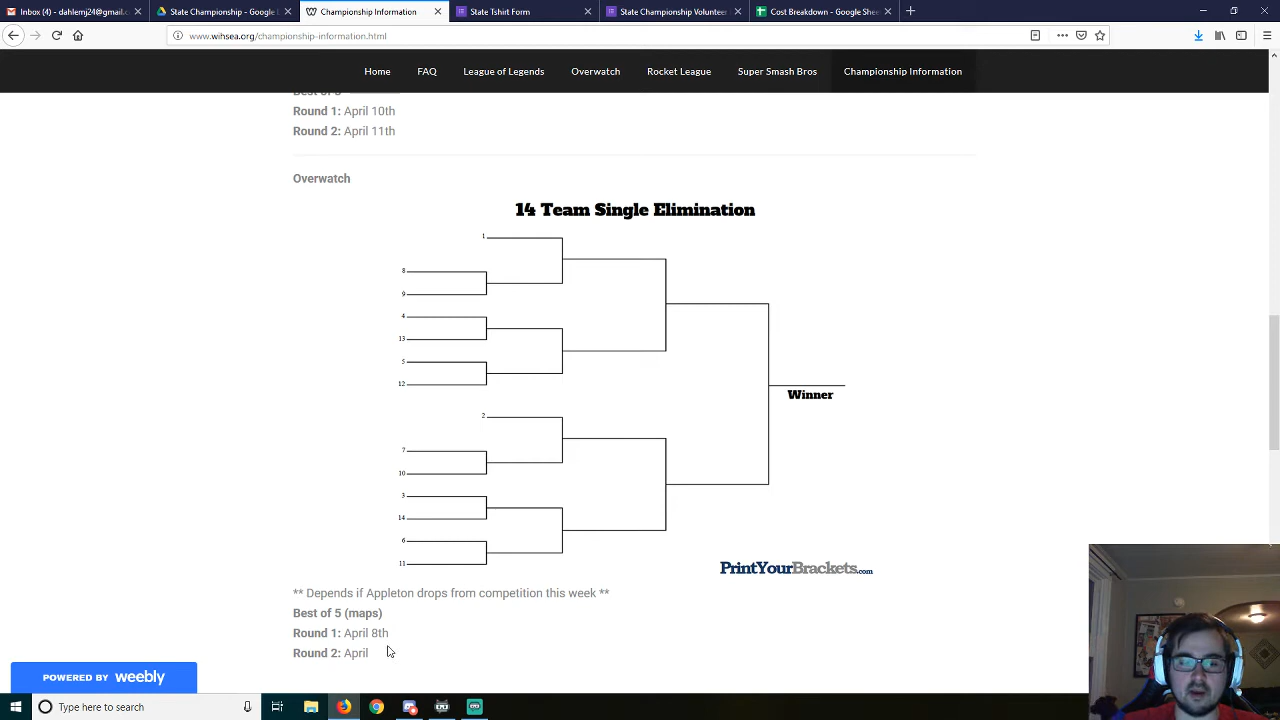 Inbox (4) - dahlemj24@gmail.c
State Championship - Google
Championship Information
State Tshirt Form
State Championship Volunteer
Cost Breakdown - Google Shee
www.wihsea.org/championship-information.html
Home
FAQ
League of Legends
Overwatch
Rocket League
Super Smash Bros
Championship Information
Round 1: April 10th
Round 2: April 11th
Overwatch
14 Team Single Elimination
1
8
9
4
13
5
12
Winner
2
7
10
3
14
6
11
PrintYourBrackets.com
** Depends if Appleton drops from competition this week **
Best of 5 (maps)
Round 1: April 8th
Round 2: April
POWERED BY weebly
Type here to search